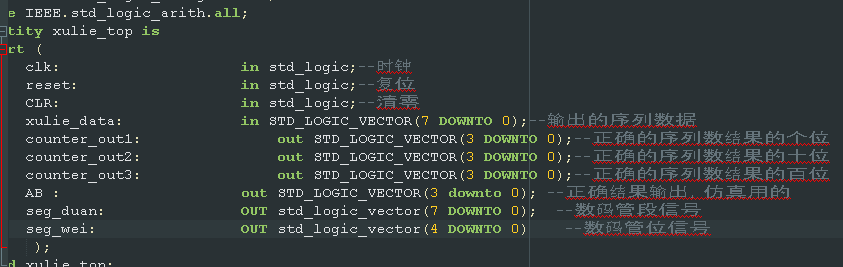 e IEEE.std_logic_arith.all;
tity xulie_top is
rt (
clk: in std_logic;--时钟
reset: in std_logic;--复位
CLR: in std_logic;--清零
xulie_data: in STD_LOGIC_VECTOR(7 DOWNTO 0);--输出的序列数据
counter_out1: out STD_LOGIC_VECTOR(3 DOWNTO 0);--正确的序列数结果的个位
counter_out2: out STD_LOGIC_VECTOR(3 DOWNTO 0);--正确的序列数结果的十位
counter_out3: out STD_LOGIC_VECTOR(3 DOWNTO 0);--正确的序列数结果的百位
AB : out STD_LOGIC_VECTOR(3 downto 0); --正确结果输出,仿真用的
seg_duan: OUT std_logic_vector(7 DOWNTO 0); --数码管段信号
seg_wei: OUT std_logic_vector(4 DOWNTO 0) --数码管位信号
);
d xulie_top;